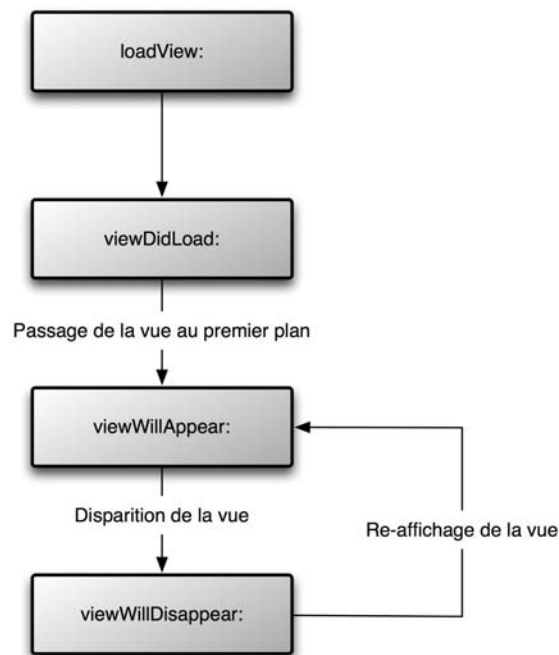 loadView:
viewDidLoad:
Passage de la vue au premier plan
viewWillAppear:
Disparition de la vue
Re-affichage de la vue
viewWillDisappear: